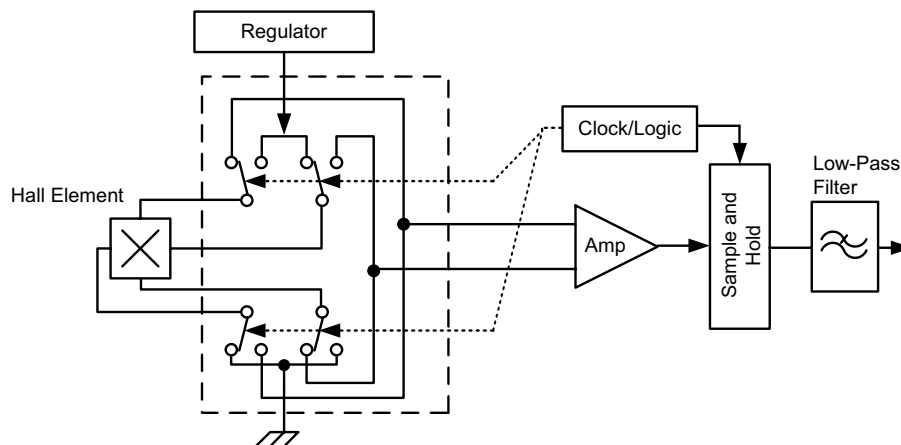 Regulator
Clock/Logic
Low-Pass
Filter
Hall Element
Amp
Sample and
Hold